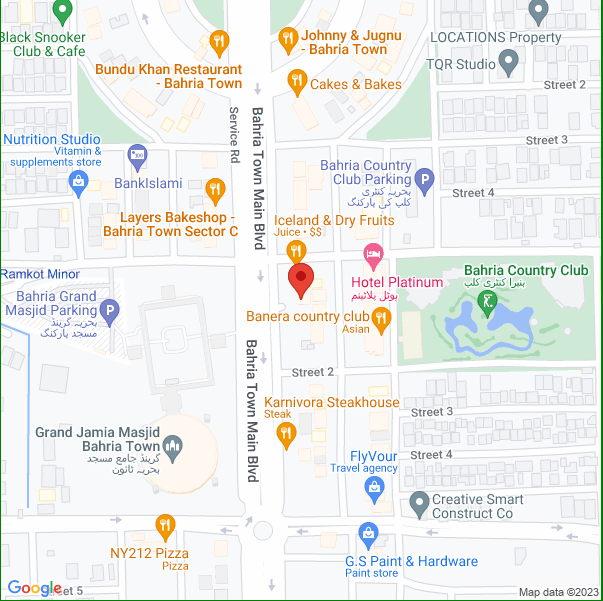 Black Snooker
Club & Cafe
Johnny & Jugnu
- Bahria Town
LOCATIONS Property
TQR Studio
Bundu Khan Restaurant
- Bahria Town
Cakes & Bakes
Street 2
Bahria Town Main Blvd
Service Rd
Street 3
Nutrition Studio
Vitamin &
supplements store
BankIslami
Bahria Country
Club Parking
بحریہ کنٹری
کلب کی پارکنگ
Street 4
Layers Bakeshop -
Bahria Town Sector C
Iceland & Dry Fruits
Juice • $$
Ramkot Minor
Hotel Platinum
ہوٹل پلاٹینم
Bahria Country Club
بنیرا کنٹری کلب
Bahria Grand
Masjid Parking
بحریہ گرینڈ
مسجد پارکنگ
Banera country club
Asian
Bahria Town Main Blvd
Street 2
Karnivora Steakhouse
Steak
Street 3
Grand Jamia Masjid
Bahria Town
گرینڈ جامع مسجد
بحریہ ٹاؤن
FlyVour
Travel agency
Street 4
Creative Smart
Construct Co
NY212 Pizza
Pizza
G.S Paint & Hardware
Paint store
Google
Street 5
Map data ©2023